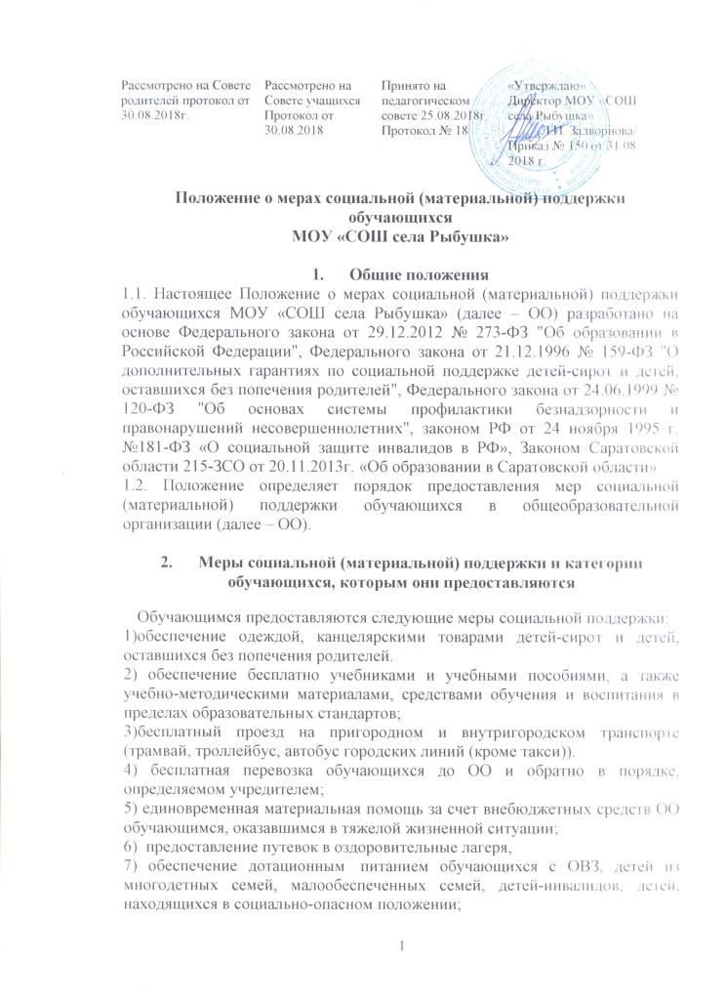 Рассмотрено на Совете родителей протокол от 30.08.2018г.
Рассмотрено на Совете учащихся Протокол от 30.08.2018
Принято на педагогическом совете 25.08.2018г Протокол № 18
«Утверждаю»
Директор МОУ «СОШ
села Рыбушка»
Задворнова/
Приказ № 150 от 31.08
2018 г.
Положение о мерах социальной (материальной) поддержки
обучающихся
МОУ «СОШ села Рыбушка»
1. Общие положения
1.1. Настоящее Положение о мерах социальной (материальной) поддержки
обучающихся МОУ «СОШ села Рыбушка» (далее – ОО) разработано на
основе Федерального закона от 29.12.2012 № 273-ФЗ "Об образовании в
Российской Федерации", Федерального закона от 21.12.1996 № 159-ФЗ "О
дополнительных гарантиях по социальной поддержке детей-сирот и детей,
оставшихся без попечения родителей", Федерального закона от 24.06.1999 №
120-ФЗ "Об основах системы профилактики безнадзорности и
правонарушений несовершеннолетних", законом РФ от 24 ноября 1995 г.
№181-ФЗ «О социальной защите инвалидов в РФ», Законом Саратовской
области 215-ЗСО от 20.11.2013г. «Об образовании в Саратовской области»
1.2. Положение определяет порядок предоставления мер социальной
(материальной) поддержки обучающихся в общеобразовательной
организации (далее – ОО).
2. Меры социальной (материальной) поддержки и категории
обучающихся, которым они предоставляются
Обучающимся предоставляются следующие меры социальной поддержки:
1)обеспечение одеждой, канцелярскими товарами детей-сирот и детей,
оставшихся без попечения родителей.
2) обеспечение бесплатно учебниками и учебными пособиями, а также
учебно-методическими материалами, средствами обучения и воспитания в
пределах образовательных стандартов;
3)бесплатный проезд на пригородном и внутригородском транспорте
(трамвай, троллейбус, автобус городских линий (кроме такси)).
4) бесплатная перевозка обучающихся до ОО и обратно в порядке,
определяемом учредителем;
5) единовременная материальная помощь за счет внебюджетных средств ОО
обучающимся, оказавшимся в тяжелой жизненной ситуации;
6) предоставление путевок в оздоровительные лагеря,
7) обеспечение дотационным питанием обучающихся с ОВЗ, детей из
многодетных семей, малообеспеченных семей, детей-инвалидов, детей,
находящихся в социально-опасном положении;
1